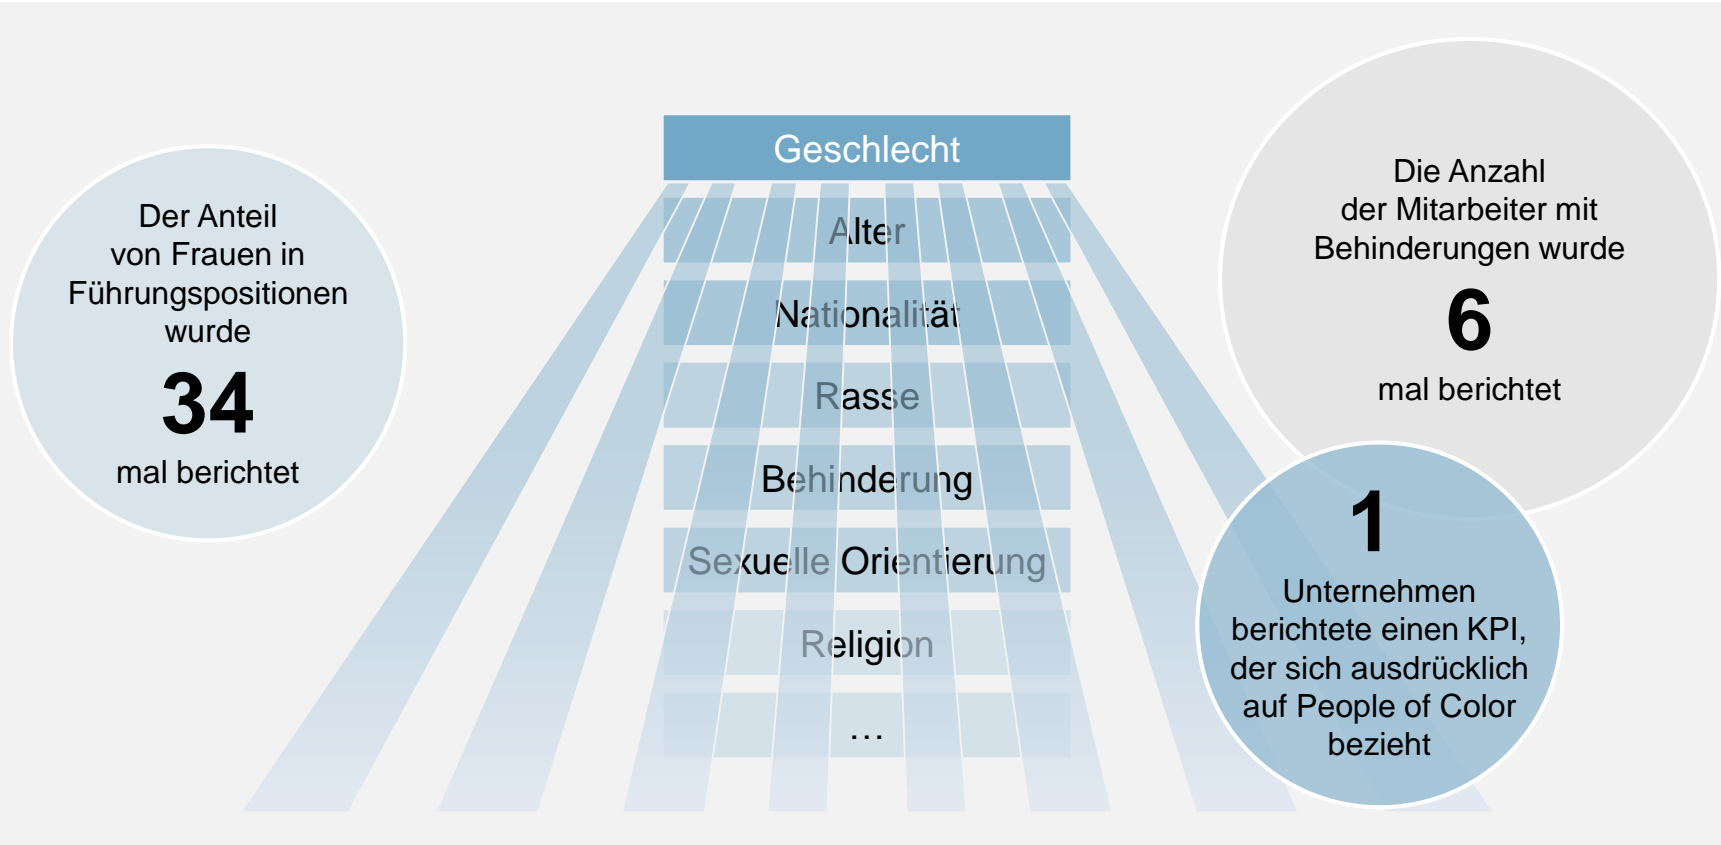 Der Anteil
von Frauen in
Führungspositionen
wurde
34
mal berichtet
Geschlecht
Alter
Nationalität
Rasse
Behinderung
Sexuelle Orientierung
Religion
…
Die Anzahl
der Mitarbeiter mit
Behinderungen wurde
6
mal berichtet
1
Unternehmen
berichtete einen KPI,
der sich ausdrücklich
auf People of Color
bezieht